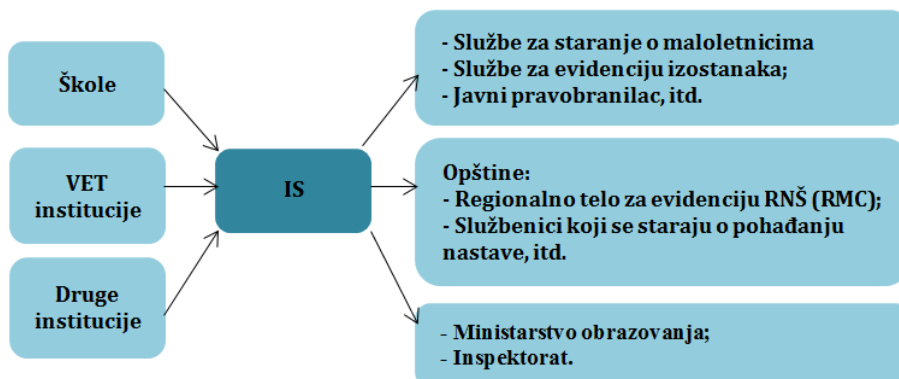 Škole
VET
institucije
Druge
institucije
IS
- Službe za staranje o maloletnicima
- Službe za evidenciju izostanaka;
- Javni pravobranilac, itd.
Opštine:
- Regionalno telo za evidenciju RNŠ (RMC);
- Službenici koji se staraju o pohađanju
nastave, itd.
- Ministarstvo obrazovanja;
- Inspektorat.